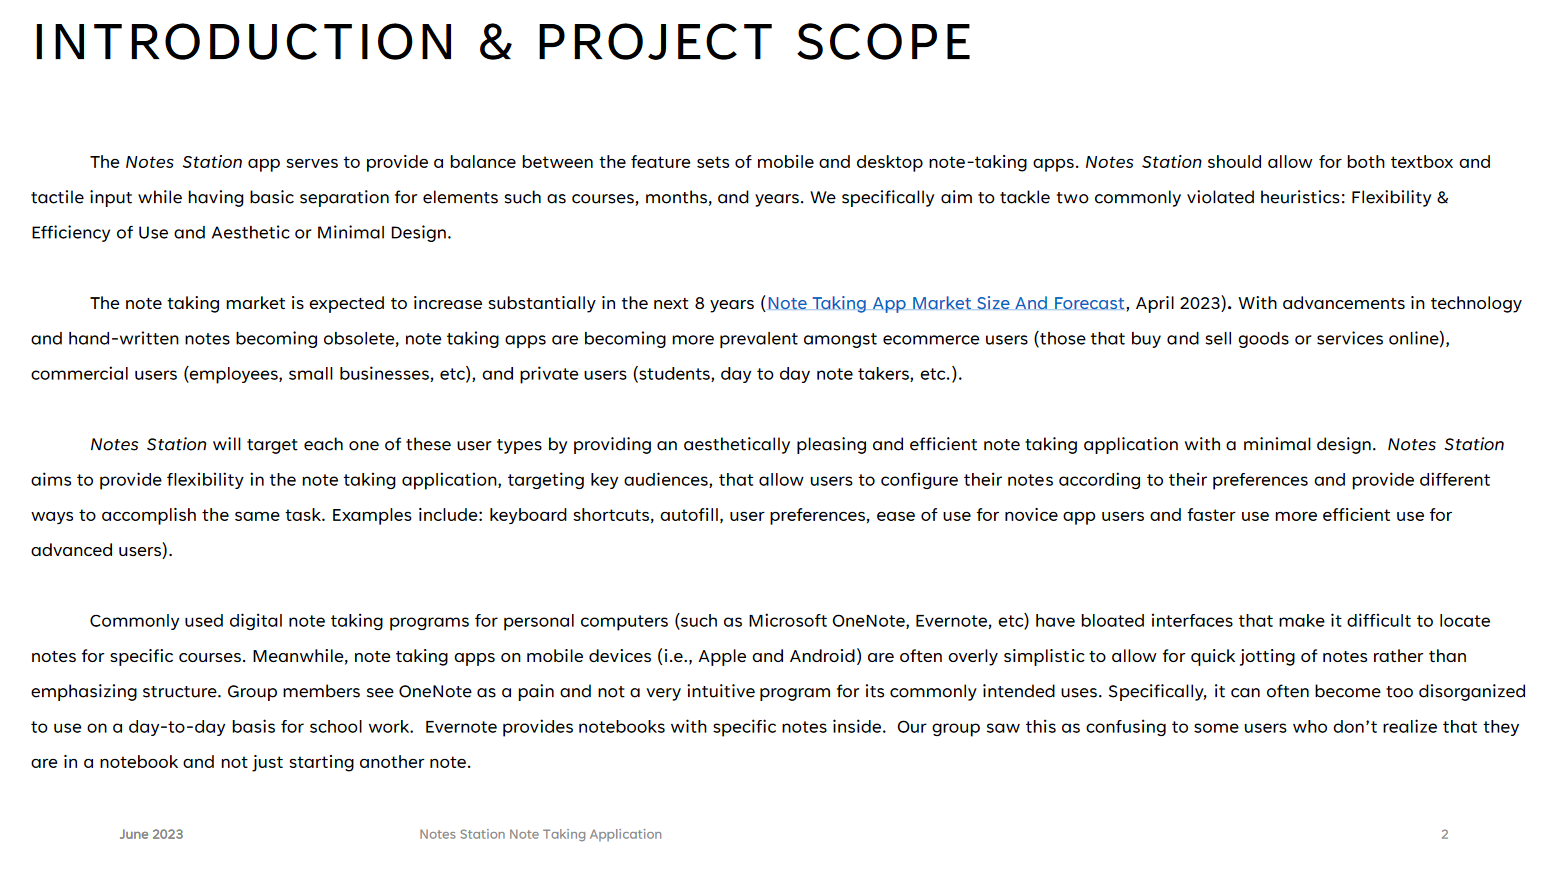 INTRODUCTION & PROJECT SCOPE
The Notes Station app serves to provide a balance between the feature sets of mobile and desktop note-taking apps. Notes Station should allow for both textbox and
tactile input while having basic separation for elements such as courses, months, and years. We specifically aim to tackle two commonly violated heuristics: Flexibility &
Efficiency of Use and Aesthetic or Minimal Design.
The note taking market is expected to increase substantially in the next 8 years (Note Taking App Market Size And Forecast, April 2023). With advancements in technology
and hand-written notes becoming obsolete, note taking apps are becoming more prevalent amongst ecommerce users (those that buy and sell goods or services online),
commercial users (employees, small businesses, etc), and private users (students, day to day note takers, etc.).
Notes Station will target each one of these user types by providing an aesthetically pleasing and efficient note taking application with a minimal design.  Notes Station
aims to provide flexibility in the note taking application, targeting key audiences, that allow users to configure their notes according to their preferences and provide different
ways to accomplish the same task. Examples include: keyboard shortcuts, autofill, user preferences, ease of use for novice app users and faster use more efficient use for
advanced users).
Commonly used digital note taking programs for personal computers (such as Microsoft OneNote, Evernote, etc) have bloated interfaces that make it difficult to locate
notes for specific courses. Meanwhile, note taking apps on mobile devices (i.e., Apple and Android) are often overly simplistic to allow for quick jotting of notes rather than
emphasizing structure. Group members see OneNote as a pain and not a very intuitive program for its commonly intended uses. Specifically, it can often become too disorganized
to use on a day-to-day basis for school work.  Evernote provides notebooks with specific notes inside.  Our group saw this as confusing to some users who don’t realize that they
are in a notebook and not just starting another note.
June 2023 Notes Station Note Taking Application 2